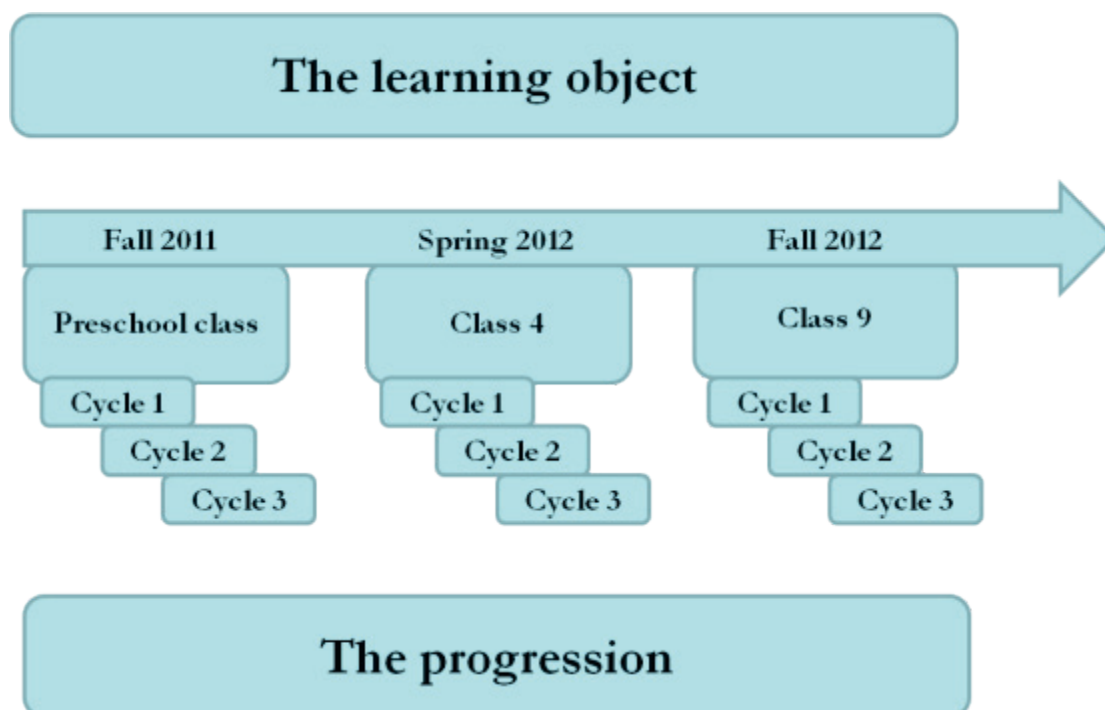 The learning object
Fall 2011 Spring 2012 Fall 2012
Preschool class Class 4 Class 9
Cycle 1 Cycle 1 Cycle 1
Cycle 2 Cycle 2 Cycle 2
Cycle 3 Cycle 3 Cycle 3
The progression